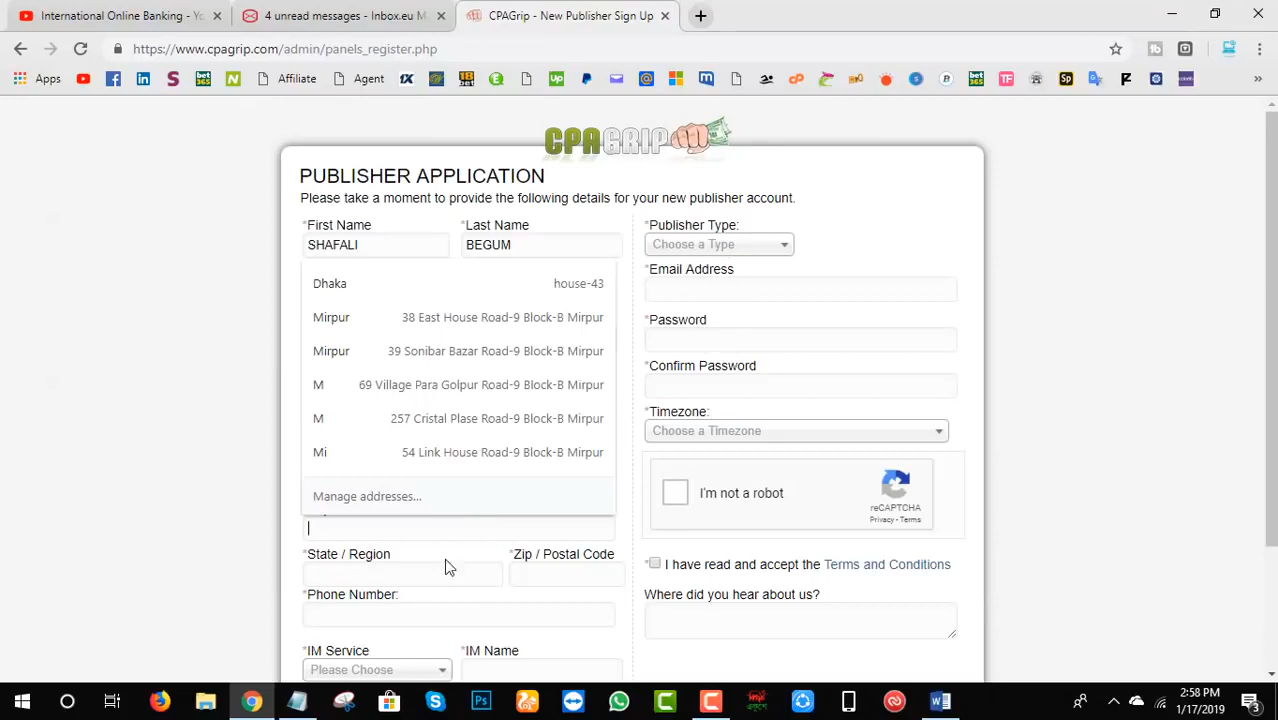 International Online Banking - Yo
4 unread messages - Inbox.eu M
CPAGrip - New Publisher Sign Up
https://www.cpagrip.com/admin/panels_register.php
Apps
Affiliate
Agent
CPAGRIP
PUBLISHER APPLICATION
Please take a moment to provide the following details for your new publisher account.
*First Name
*Last Name
SHAFALI
BEGUM
Dhaka house-43
Mirpur 38 East House Road-9 Block-B Mirpur
Mirpur 39 Sonibar Bazar Road-9 Block-B Mirpur
M 69 Village Para Golpur Road-9 Block-B Mirpur
M 257 Cristal Plase Road-9 Block-B Mirpur
Mi 54 Link House Road-9 Block-B Mirpur
Manage addresses...
*State / Region
*Zip / Postal Code
*Phone Number:
*IM Service
*IM Name
Please Choose
*Publisher Type:
Choose a Type
*Email Address
*Password
*Confirm Password
*Timezone:
Choose a Timezone
I'm not a robot
reCAPTCHA
Privacy - Terms
*I have read and accept the Terms and Conditions
Where did you hear about us?
2:58 PM
1/17/2019
3